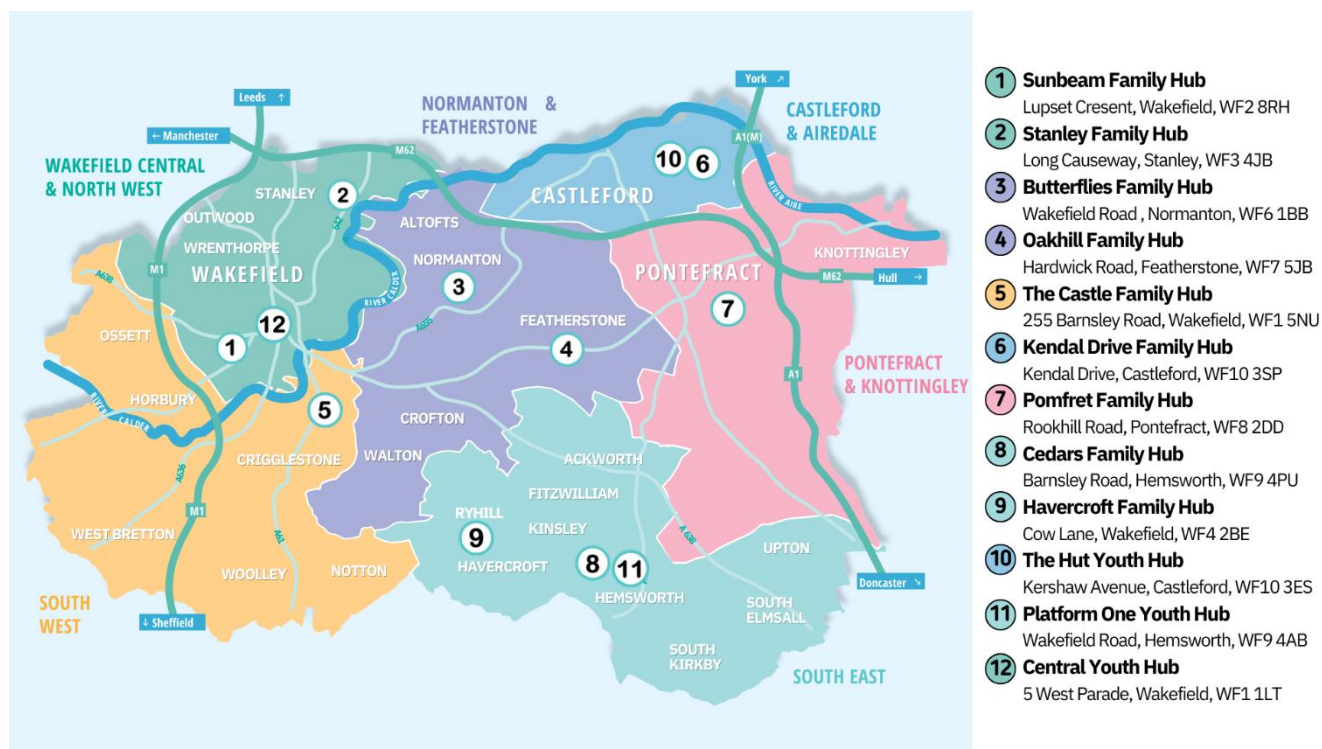 Leeds ↑
← Manchester
York ↗
NORMANTON &
FEATHERSTONE
CASTLEFORD
& AIREDALE
WAKEFIELD CENTRAL
& NORTH WEST
M62
A1(M)
STANLEY
2
10
6
642
OUTWOOD
CASTLEFORD
RIVER AIRE
ALTOFTS
WRENTHORPE
WAKEFIELD
M1
A638
RIVER CALDER
NORMANTON
3
KNOTTINGLEY
PONTEFRACT
M62
Hull →
7
12
A655
FEATHERSTONE
4
OSSETT
1
PONTEFRACT
& KNOTTINGLEY
A1
HORBURY
RIVER CALDER
5
CROFTON
WALTON
CRIGGLESTONE
A636
ACKWORTH
FITZWILLIAM
RYHILL
9
KINSLEY
M1
WEST BRETTON
A61
A 638
UPTON
HAVERCROFT
8
11
WOOLLEY
NOTTON
HEMSWORTH
Doncaster ↘
SOUTH
WEST
↓ Sheffield
SOUTH
ELMSALL
SOUTH
KIRKBY
SOUTH EAST
1 Sunbeam Family Hub
Lupset Cresent, Wakefield, WF2 8RH
2 Stanley Family Hub
Long Causeway, Stanley, WF3 4JB
3 Butterflies Family Hub
Wakefield Road , Normanton, WF6 1BB
4 Oakhill Family Hub
Hardwick Road, Featherstone, WF7 5JB
5 The Castle Family Hub
255 Barnsley Road, Wakefield, WF1 5NU
6 Kendal Drive Family Hub
Kendal Drive, Castleford, WF10 3SP
7 Pomfret Family Hub
Rookhill Road, Pontefract, WF8 2DD
8 Cedars Family Hub
Barnsley Road, Hemsworth, WF9 4PU
9 Havercroft Family Hub
Cow Lane, Wakefield, WF4 2BE
10 The Hut Youth Hub
Kershaw Avenue, Castleford, WF10 3ES
11 Platform One Youth Hub
Wakefield Road, Hemsworth, WF9 4AB
12 Central Youth Hub
5 West Parade, Wakefield, WF1 1LT